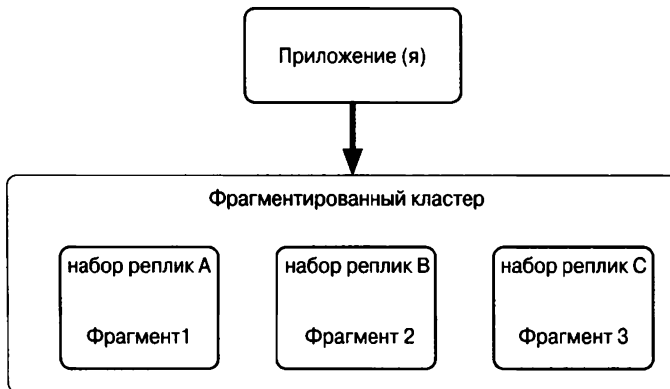 Приложение (я)
Фрагментированный кластер
набор реплик A
Фрагмент1
набор реплик B
Фрагмент 2
набор реплик C
Фрагмент 3